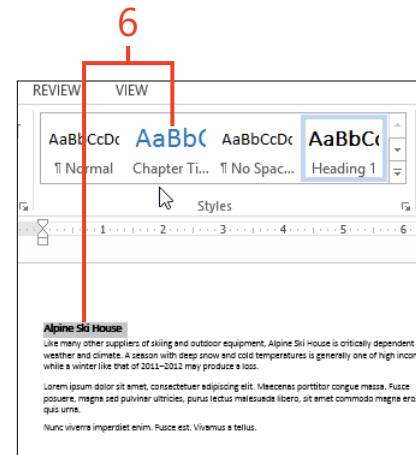 6
REVIEW VIEW
AaBbCcDc AaBb( AaBbCcDc AaBbCc
¶ Normal Chapter Ti... ¶ No Spac... Heading 1
Styles
1 2 3 4 5 6
Alpine Ski House
Like many other suppliers of skiing and outdoor equipment, Alpine Ski House is critically dependent
weather and climate. A season with deep snow and cold temperatures is generally one of high incom
while a winter like that of 2011–2012 may produce a loss.
Lorem ipsum dolor sit amet, consectetuer adipiscing elit. Maecenas porttitor congue massa. Fusce
posuere, magna sed pulvinar ultricies, purus lectus malesuada libero, sit amet commodo magna ero
quis urna.
Nunc viverra imperdiet enim. Fusce est. Vivamus a tellus.